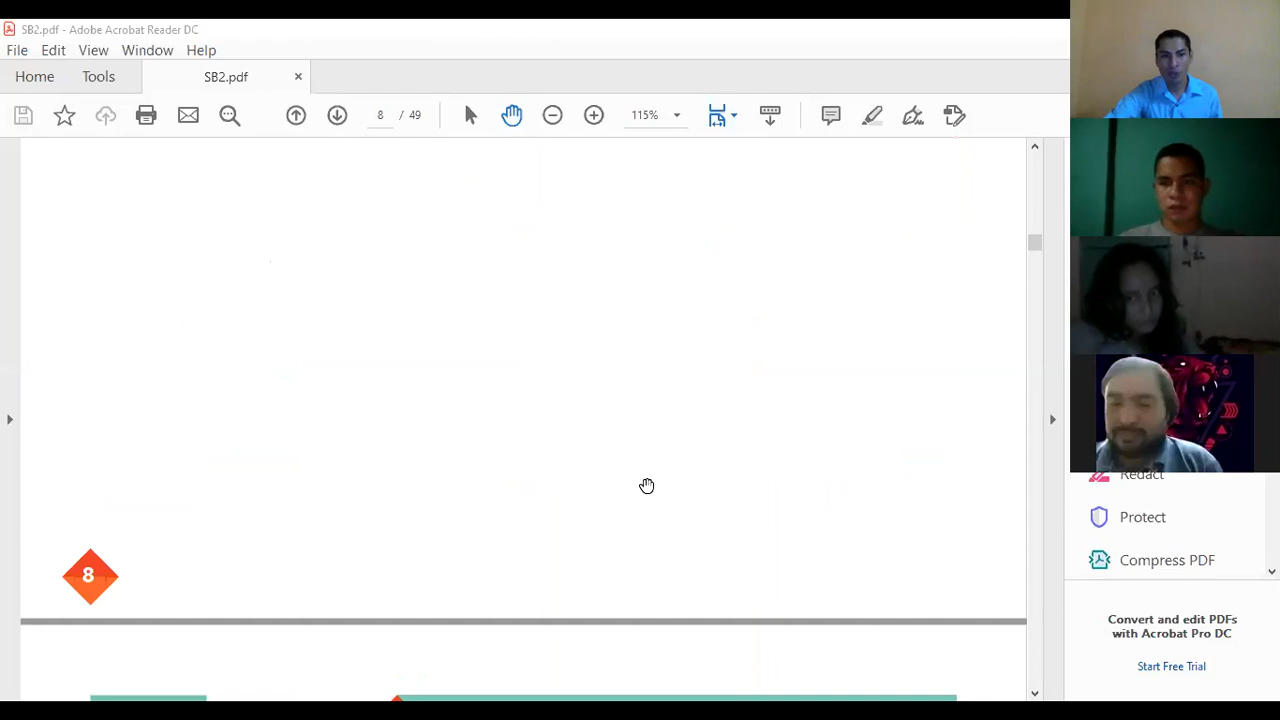 SB2.pdf - Adobe Acrobat Reader DC
File Edit View Window Help
Home Tools SB2.pdf ×
8 / 49 115%
8
Redact
Protect
Compress PDF
Convert and edit PDFs
with Acrobat Pro DC
Start Free Trial